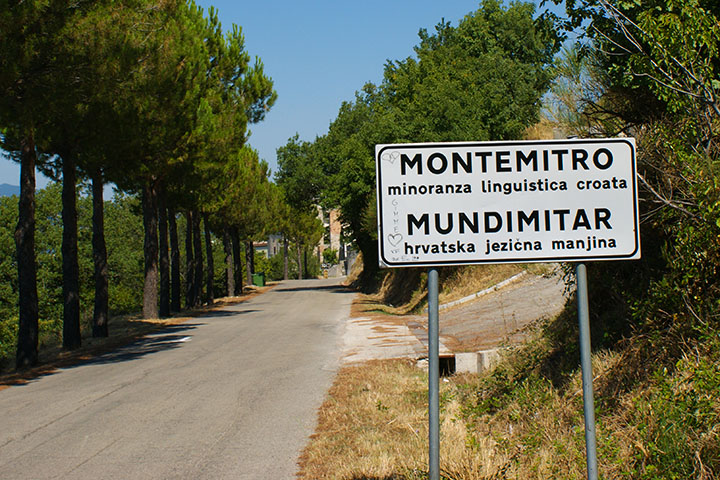 MONTEMITRO
minoranza linguistica croata
MUNDIMITAR
hrvatska jezična manjina